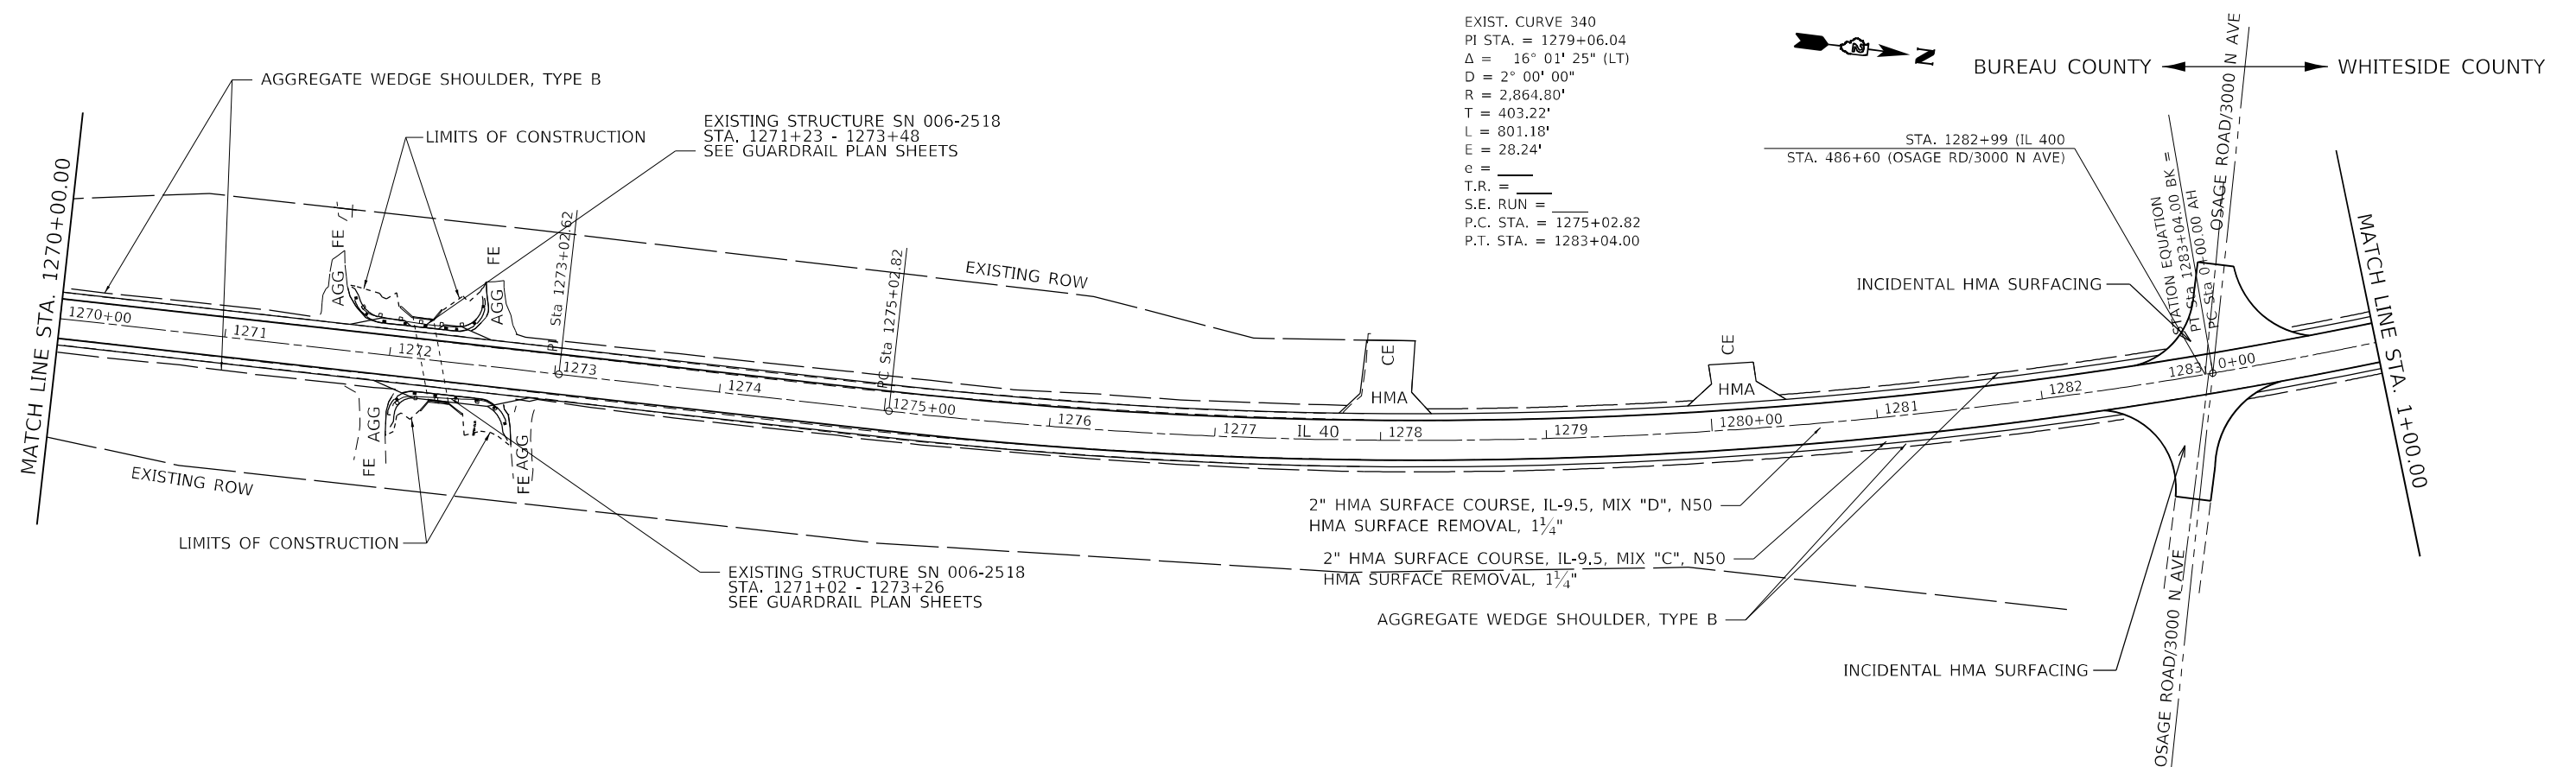 EXIST. CURVE 340
PI STA. = 1279+06.04
Δ = 16° 01' 25" (LT)
D = 2° 00' 00"
R = 2,864.80'
T = 403.22'
L = 801.18'
E = 28.24'
e = ____
T.R. = ____
S.E. RUN = ____
P.C. STA. = 1275+02.82
P.T. STA. = 1283+04.00
N
BUREAU COUNTY
WHITESIDE COUNTY
AGGREGATE WEDGE SHOULDER, TYPE B
LIMITS OF CONSTRUCTION
EXISTING STRUCTURE SN 006-2518
STA. 1271+23 - 1273+48
SEE GUARDRAIL PLAN SHEETS
STA. 1282+99 (IL 400
STA. 486+60 (OSAGE RD/3000 N AVE)
STATION EQUATION =
PT Sta 1283+04.00 BK =
PC Sta 0+00.00 AH
OSAGE ROAD/3000 N AVE
INCIDENTAL HMA SURFACING
MATCH LINE STA. 1270+00.00
MATCH LINE STA. 1+00.00
EXISTING ROW
AGG
FE
FE
AGG
PI Sta 1273+02.62
PC Sta 1275+02.82
CE
HMA
CE
HMA
1270+00
1271
1272
1273
1274
1275+00
1276
1277
IL 40
1278
1279
1280+00
1281
1282
1283
0+00
FE
AGG
FE
AGG
EXISTING ROW
LIMITS OF CONSTRUCTION
EXISTING STRUCTURE SN 006-2518
STA. 1271+02 - 1273+26
SEE GUARDRAIL PLAN SHEETS
2" HMA SURFACE COURSE, IL-9.5, MIX "D", N50
HMA SURFACE REMOVAL, 1¼"
2" HMA SURFACE COURSE, IL-9.5, MIX "C", N50
HMA SURFACE REMOVAL, 1¼"
AGGREGATE WEDGE SHOULDER, TYPE B
INCIDENTAL HMA SURFACING
OSAGE ROAD/3000 N AVE